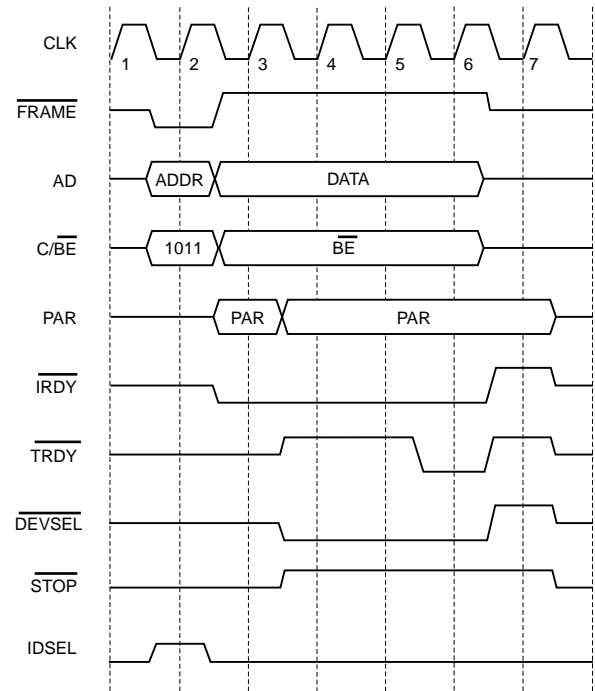 CLK
1 2 3 4 5 6 7
FRAME
AD ADDR DATA
C/BE 1011 BE
PAR PAR PAR
IRDY
TRDY
DEVSEL
STOP
IDSEL